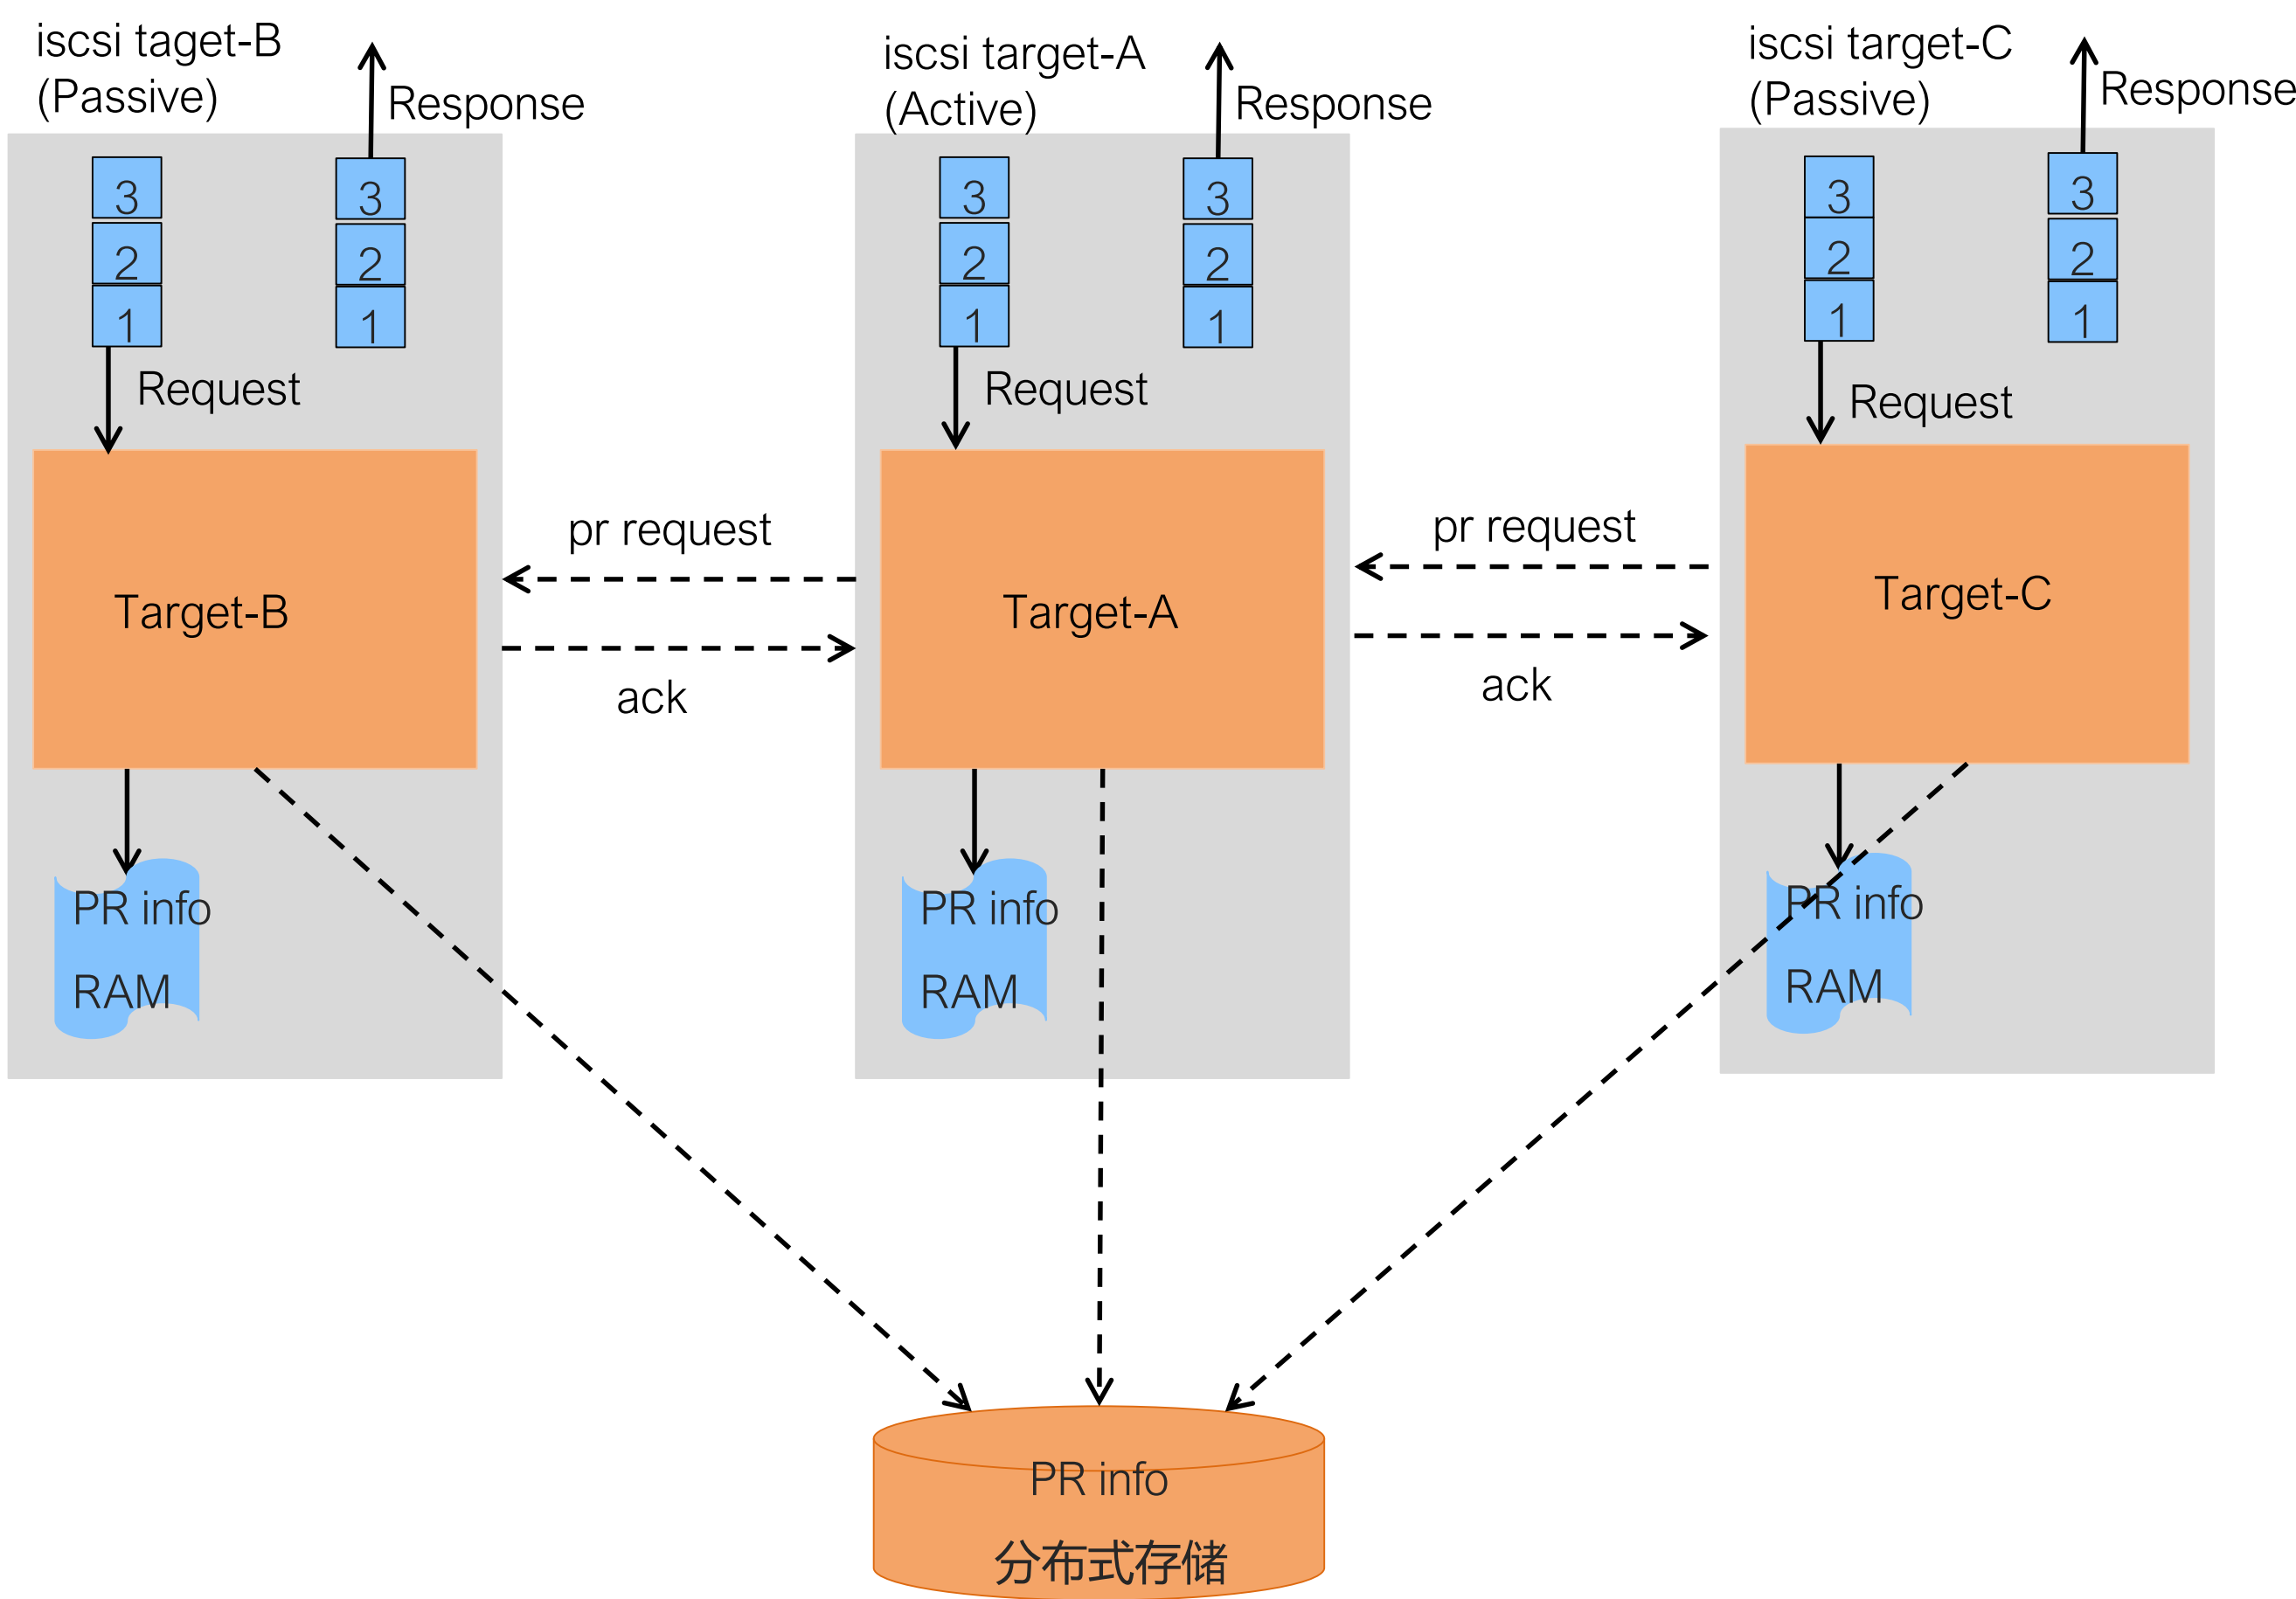 iscsi taget-B
(Passive)
Response
3
2
1
3
2
1
Request
Target-B
PR info
RAM
pr request
ack
iscsi target-A
(Active)
Response
3
2
1
3
2
1
Request
Target-A
PR info
RAM
pr request
ack
iscsi target-C
(Passive)
Response
3
2
1
3
2
1
Request
Target-C
PR info
RAM
PR info
分布式存储